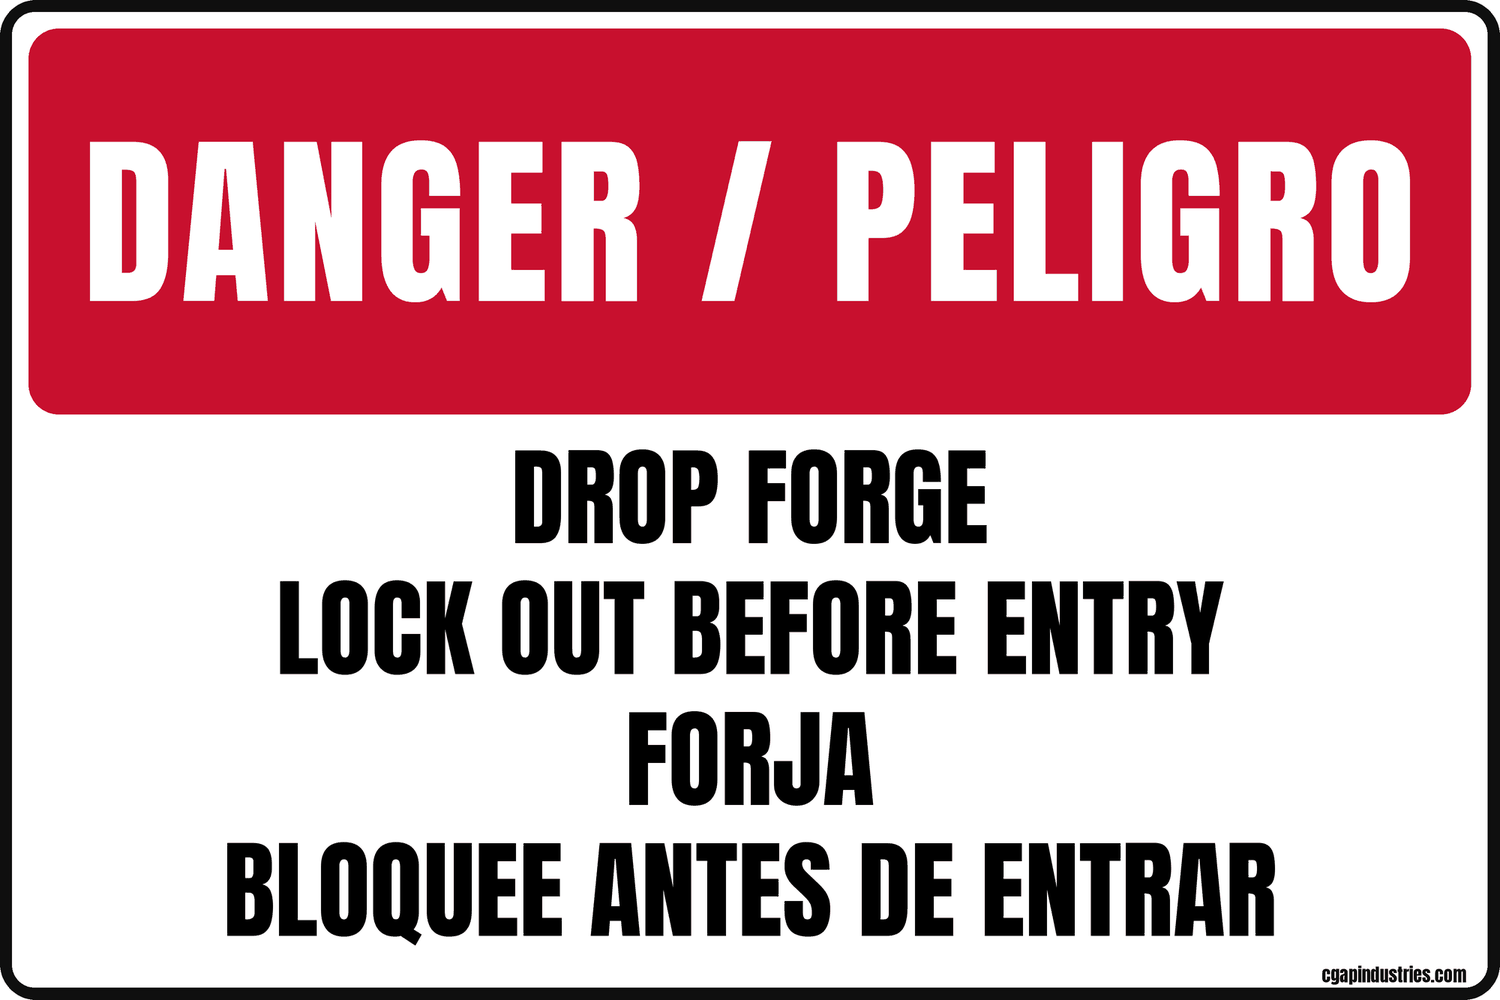 DANGER / PELIGRO
DROP FORGE
LOCK OUT BEFORE ENTRY
FORJA
BLOQUEE ANTES DE ENTRAR
cgapindustries.com